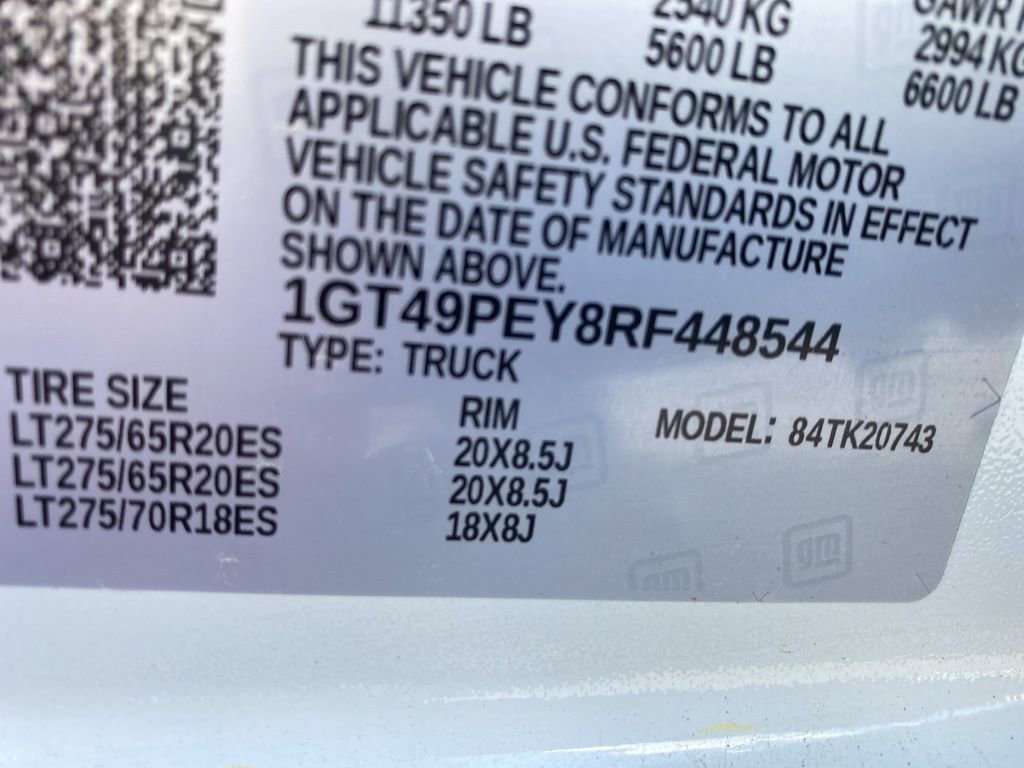 11350 LB
2540 KG
5600 LB
GAWR
2994 KG
6600 LB
THIS VEHICLE CONFORMS TO ALL
APPLICABLE U.S. FEDERAL MOTOR
VEHICLE SAFETY STANDARDS IN EFFECT
ON THE DATE OF MANUFACTURE
SHOWN ABOVE.
1GT49PEY8RF448544
TYPE: TRUCK
MODEL: 84TK20743
TIRE SIZE RIM
LT275/65R20ES 20X8.5J
LT275/65R20ES 20X8.5J
LT275/70R18ES 18X8J
gm
gm